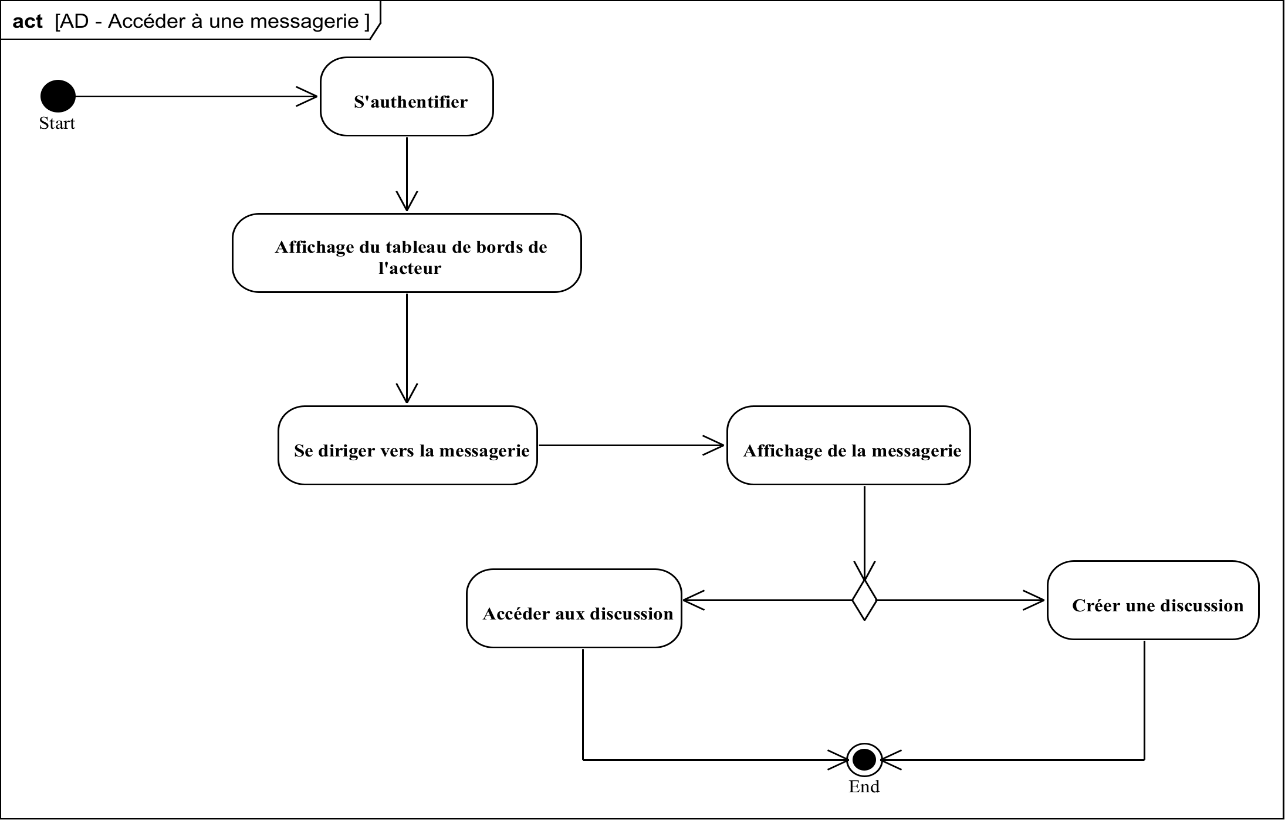 act [AD - Accéder à une messagerie ]
Start
S'authentifier
Affichage du tableau de bords de
l'acteur
Se diriger vers la messagerie
Affichage de la messagerie
Accéder aux discussion
Créer une discussion
End